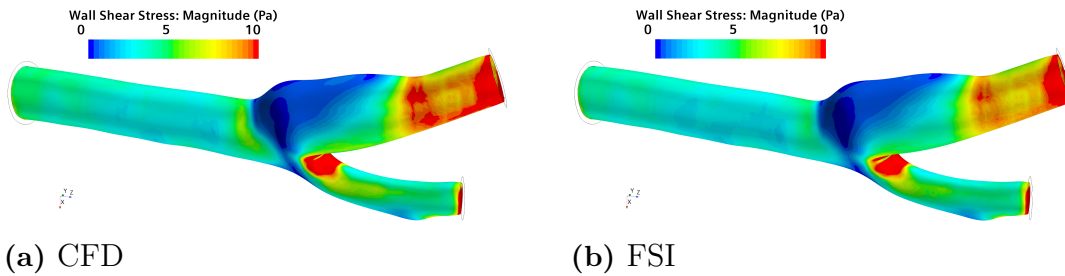 Wall Shear Stress: Magnitude (Pa)
0 5 10
Y
Z
X
(a) CFD
Wall Shear Stress: Magnitude (Pa)
0 5 10
Y
Z
X
(b) FSI